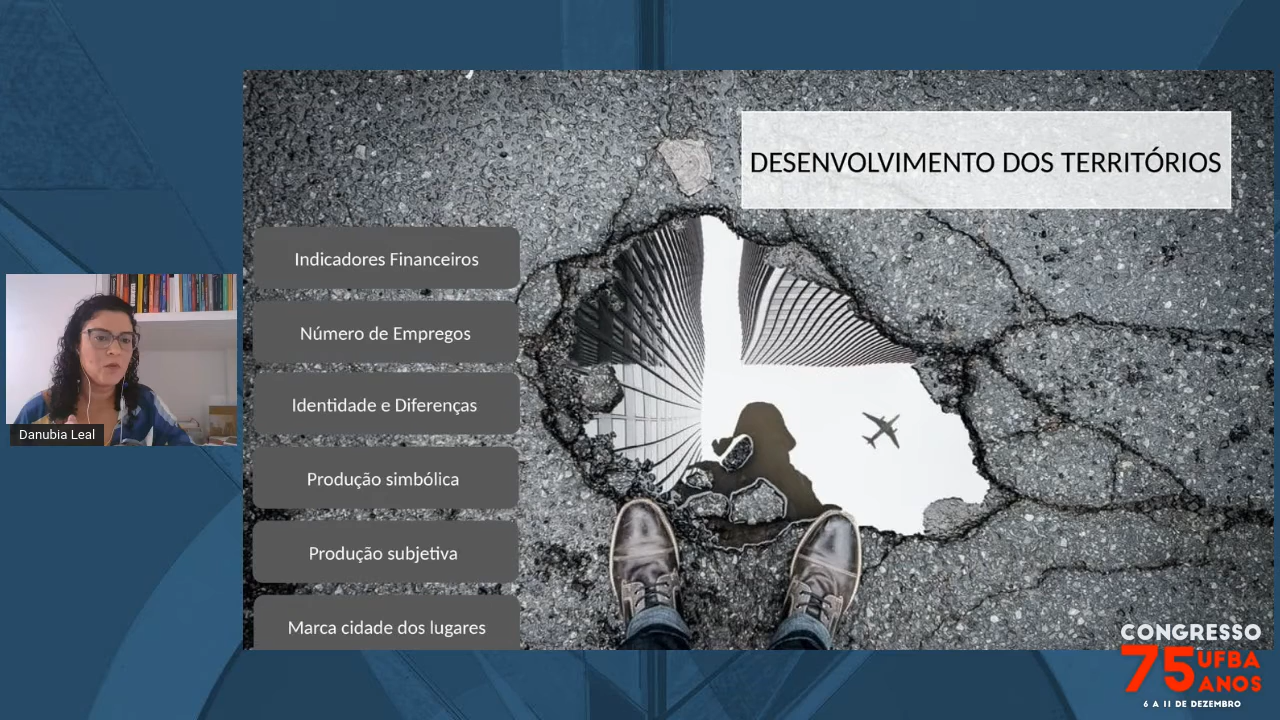 DESENVOLVIMENTO DOS TERRITÓRIOS
Indicadores Financeiros
Número de Empregos
Identidade e Diferenças
Produção simbólica
Produção subjetiva
Marca cidade dos lugares
Danubia Leal
CONGRESSO
75 UFBA
ANOS
6 A 11 DE DEZEMBRO